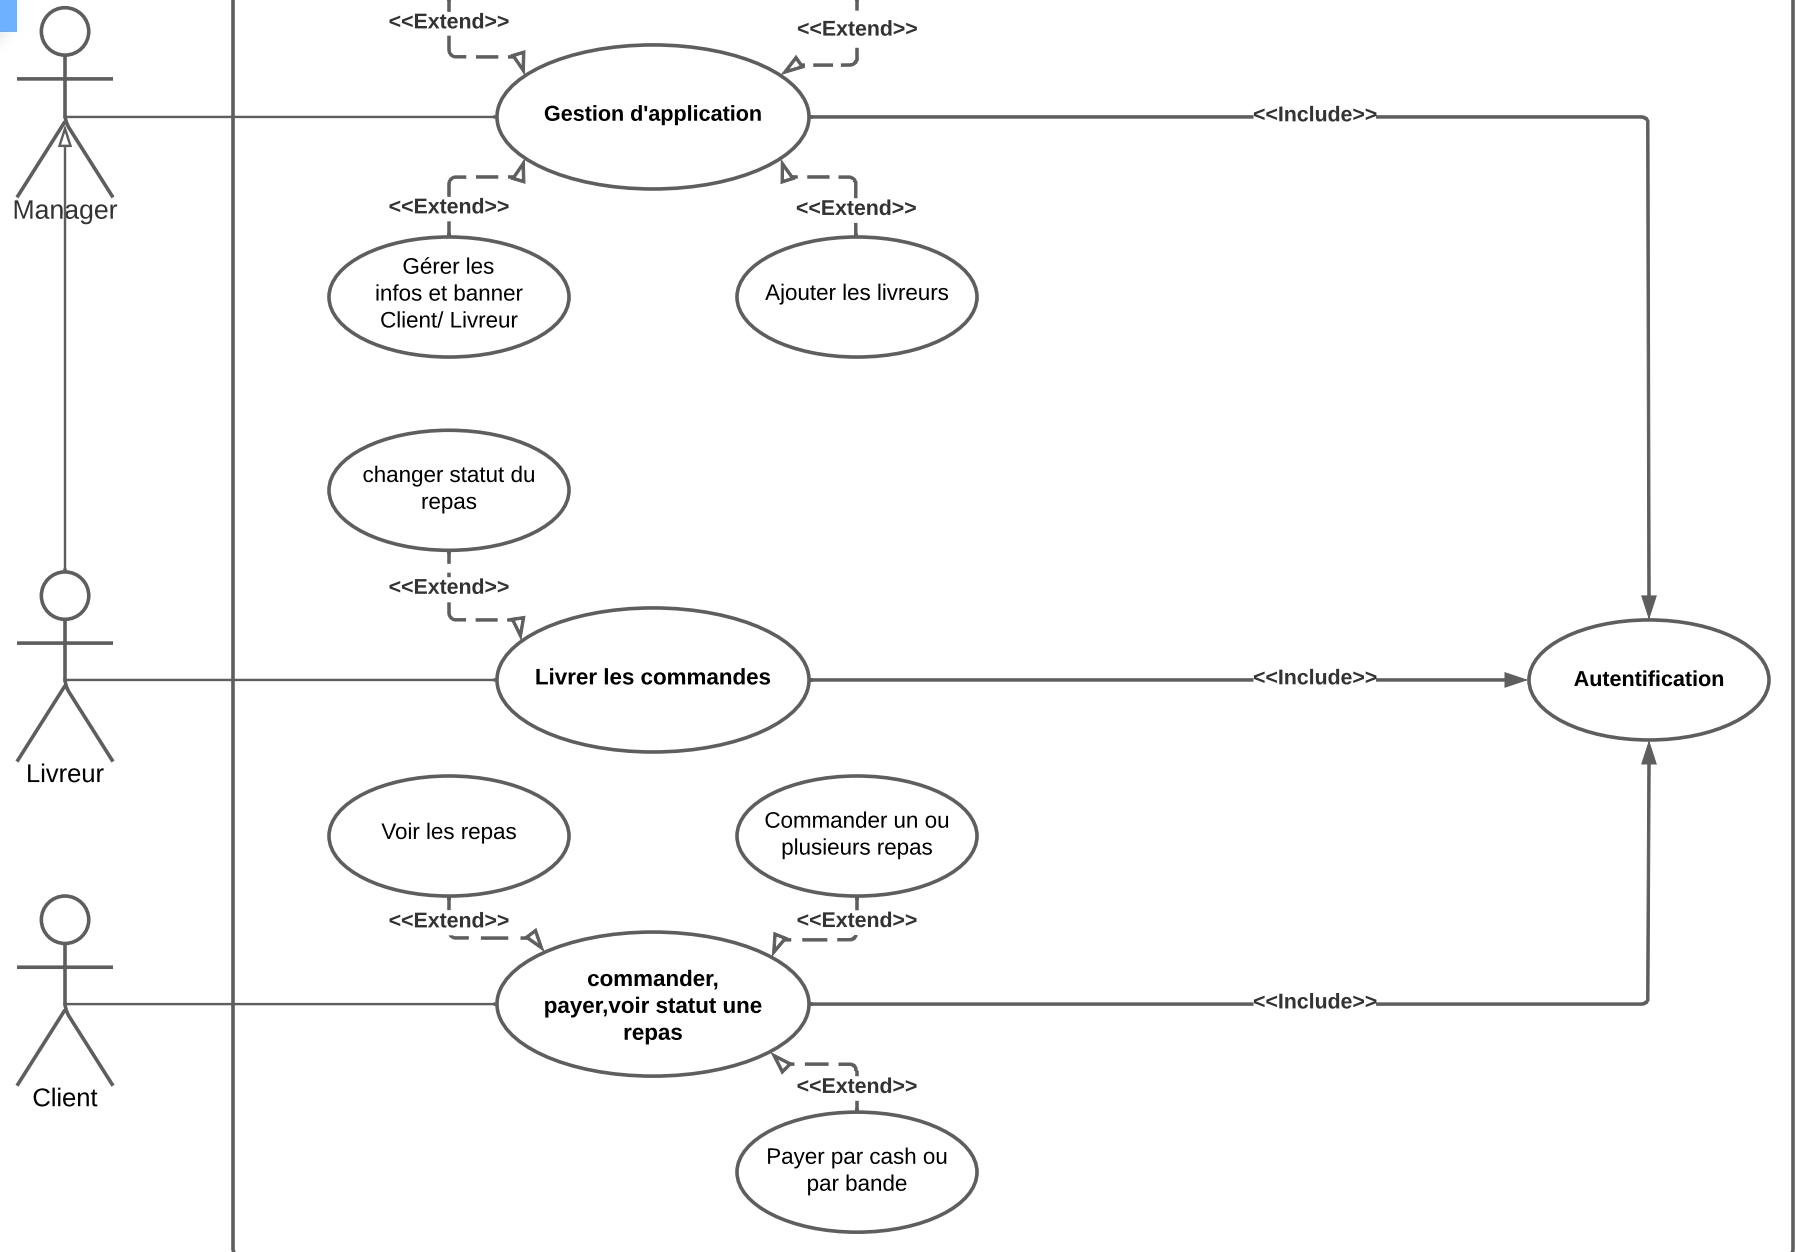 <<Extend>>
<<Extend>>
Gestion d'application
<<Include>>
Manager
<<Extend>>
<<Extend>>
Gérer les
infos et banner
Client/ Livreur
Ajouter les livreurs
changer statut du
repas
<<Extend>>
Livrer les commandes
<<Include>>
Autentification
Livreur
Voir les repas
Commander un ou
plusieurs repas
<<Extend>>
<<Extend>>
commander,
payer,voir statut une
repas
<<Include>>
Client
<<Extend>>
Payer par cash ou
par bande